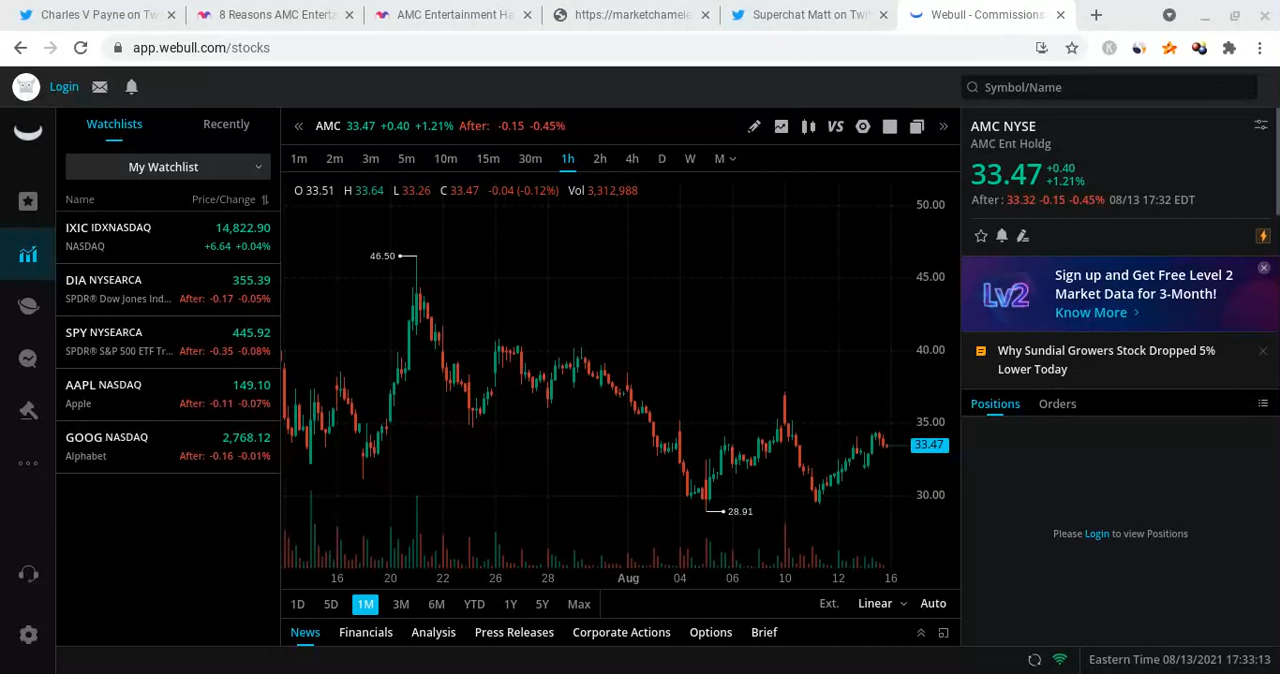 Charles V Payne on Tw
8 Reasons AMC Enterta
AMC Entertainment Ha
https://marketchamele
Superchat Matt on Twit
Webull - Commissions
app.webull.com/stocks
Login
Symbol/Name
Watchlists Recently
My Watchlist
Name Price/Change
IXIC IDXNASDAQ 14,822.90
NASDAQ +6.64 +0.04%
DIA NYSEARCA 355.39
SPDR® Dow Jones Ind... After: -0.17 -0.05%
SPY NYSEARCA 445.92
SPDR® S&P 500 ETF Tr... After: -0.35 -0.08%
AAPL NASDAQ 149.10
Apple After: -0.11 -0.07%
GOOG NASDAQ 2,768.12
Alphabet After: -0.16 -0.01%
AMC 33.47 +0.40 +1.21% After: -0.15 -0.45%
VS
1m 2m 3m 5m 10m 15m 30m 1h 2h 4h D W M
O 33.51 H 33.64 L 33.26 C 33.47 -0.04 (-0.12%) Vol 3,312,988
50.00
46.50
45.00
40.00
35.00
33.47
30.00
28.91
16 20 22 26 28 Aug 04 06 10 12 16
1D 5D 1M 3M 6M YTD 1Y 5Y Max Ext. Linear Auto
News Financials Analysis Press Releases Corporate Actions Options Brief
AMC NYSE
AMC Ent Holdg
33.47 +0.40
+1.21%
After: 33.32 -0.15 -0.45% 08/13 17:32 EDT
Lv2
Sign up and Get Free Level 2
Market Data for 3-Month!
Know More
Why Sundial Growers Stock Dropped 5%
Lower Today
Positions Orders
Please Login to view Positions
Eastern Time 08/13/2021 17:33:13